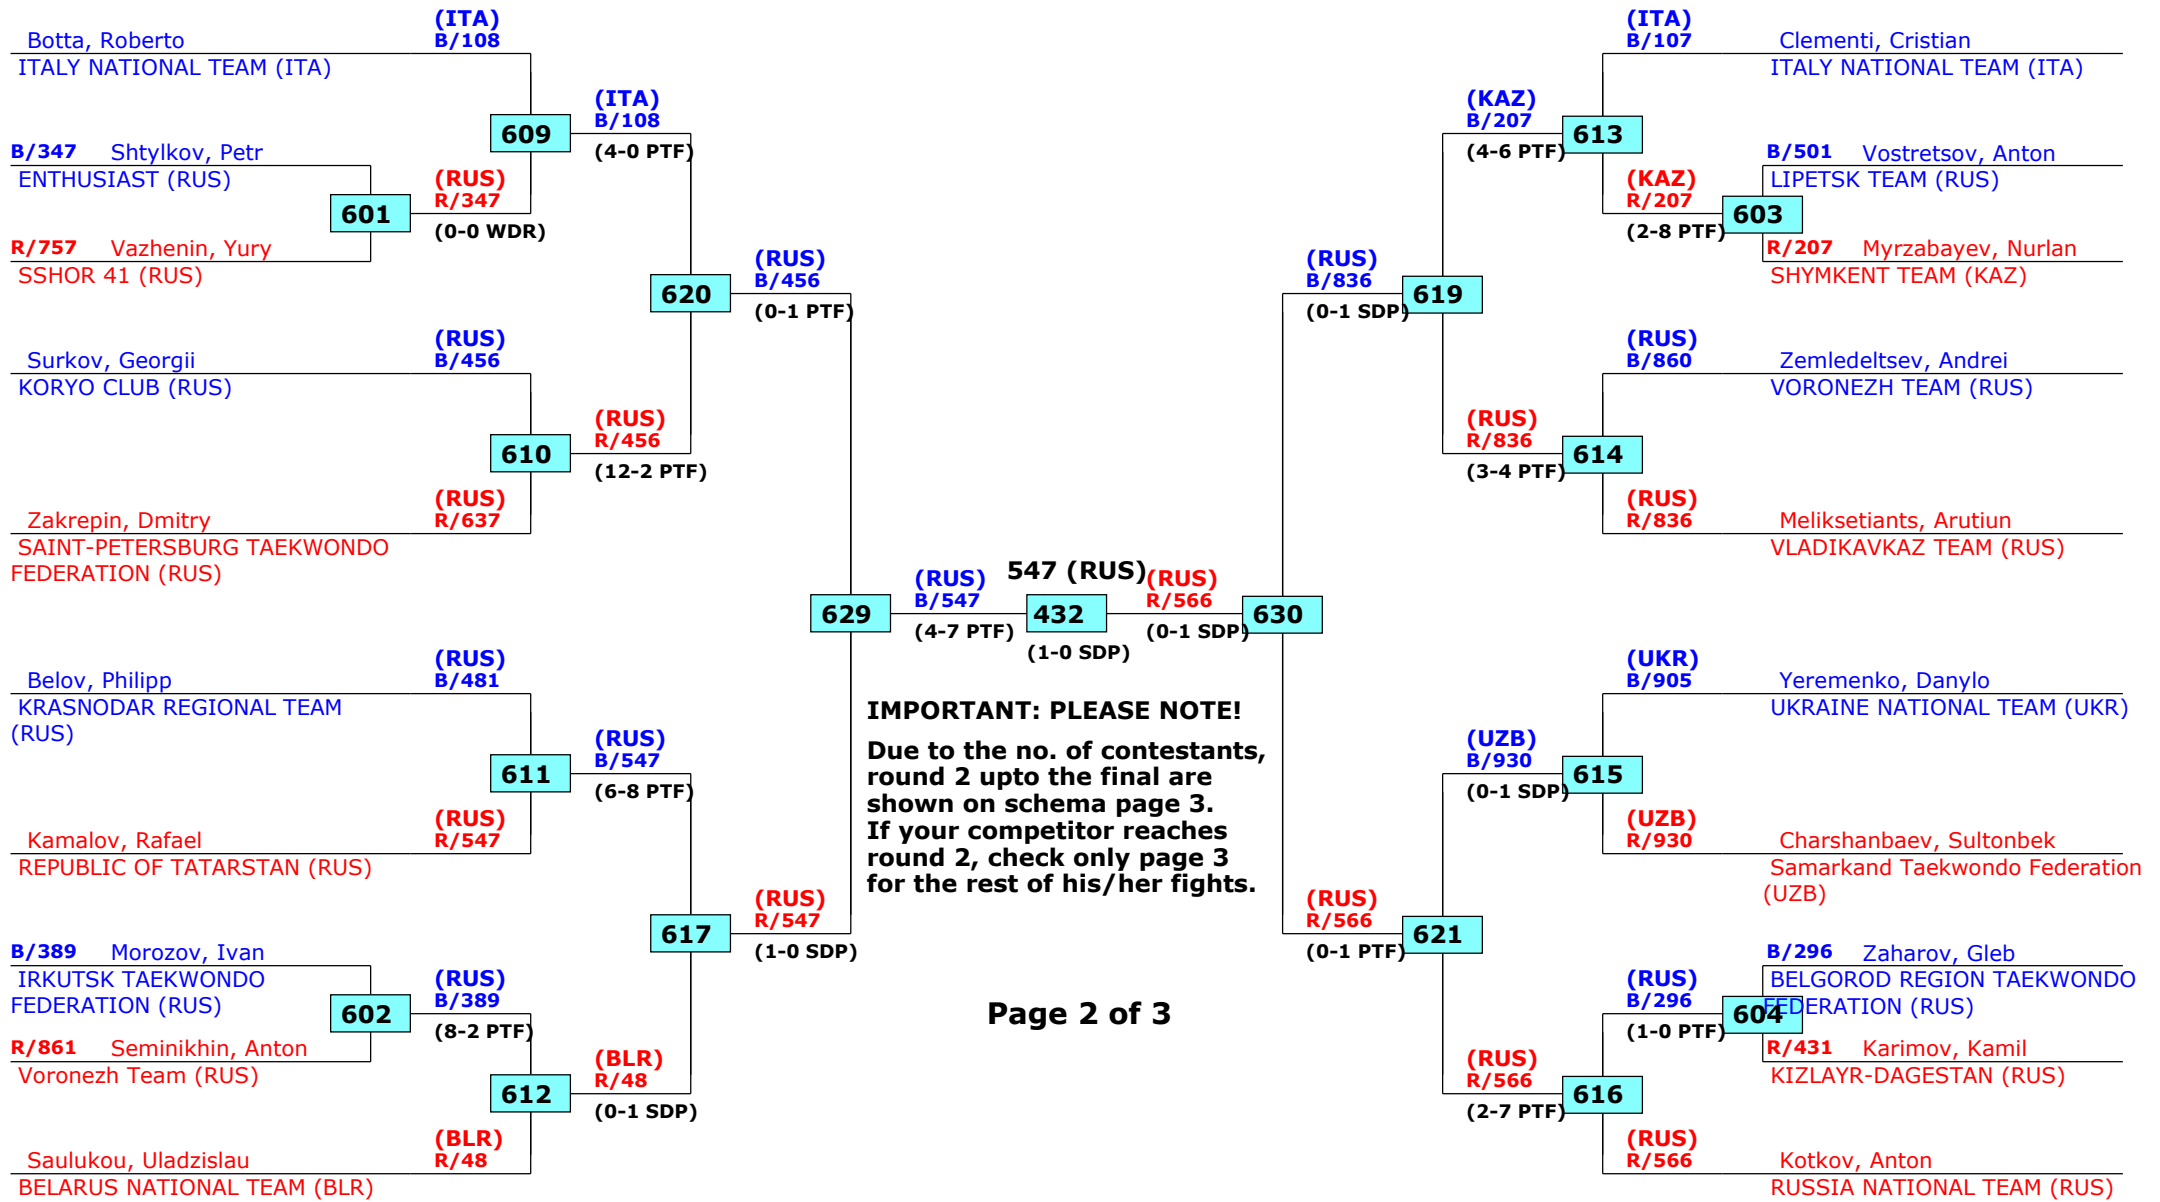 (ITA)
B/108
Botta, Roberto
ITALY NATIONAL TEAM (ITA)
B/347 Shtylkov, Petr
ENTHUSIAST (RUS)
601
(RUS)
R/347
(0-0 WDR)
R/757 Vazhenin, Yury
SSHOR 41 (RUS)
609
(ITA)
B/108
(4-0 PTF)
(RUS)
B/456
Surkov, Georgii
KORYO CLUB (RUS)
610
(RUS)
R/456
(12-2 PTF)
(RUS)
R/637
Zakrepin, Dmitry
SAINT-PETERSBURG TAEKWONDO
FEDERATION (RUS)
620
(RUS)
B/456
(0-1 PTF)
(RUS)
B/481
Belov, Philipp
KRASNODAR REGIONAL TEAM
(RUS)
611
(RUS)
B/547
(6-8 PTF)
(RUS)
R/547
Kamalov, Rafael
REPUBLIC OF TATARSTAN (RUS)
617
(RUS)
R/547
(1-0 SDP)
B/389 Morozov, Ivan
IRKUTSK TAEKWONDO
FEDERATION (RUS)
602
(RUS)
B/389
(8-2 PTF)
R/861 Seminikhin, Anton
Voronezh Team (RUS)
612
(BLR)
R/48
(0-1 SDP)
(BLR)
R/48
Saulukou, Uladzislau
BELARUS NATIONAL TEAM (BLR)
629
(RUS)
B/547
(4-7 PTF)
547 (RUS)
432
(1-0 SDP)
(RUS)
R/566
(0-1 SDP)
630
IMPORTANT: PLEASE NOTE!
Due to the no. of contestants,
round 2 upto the final are
shown on schema page 3.
If your competitor reaches
round 2, check only page 3
for the rest of his/her fights.
Page 2 of 3
(ITA)
B/107
Clementi, Cristian
ITALY NATIONAL TEAM (ITA)
(KAZ)
B/207
(4-6 PTF)
613
B/501 Vostretsov, Anton
LIPETSK TEAM (RUS)
(KAZ)
R/207
(2-8 PTF)
603
R/207 Myrzabayev, Nurlan
SHYMKENT TEAM (KAZ)
(RUS)
B/836
(0-1 SDP)
619
(RUS)
B/860
Zemledeltsev, Andrei
VORONEZH TEAM (RUS)
(RUS)
R/836
(3-4 PTF)
614
(RUS)
R/836
Meliksetiants, Arutiun
VLADIKAVKAZ TEAM (RUS)
(UKR)
B/905
Yeremenko, Danylo
UKRAINE NATIONAL TEAM (UKR)
(UZB)
B/930
(0-1 SDP)
615
(UZB)
R/930
Charshanbaev, Sultonbek
Samarkand Taekwondo Federation
(UZB)
(RUS)
R/566
(0-1 PTF)
621
B/296 Zaharov, Gleb
BELGOROD REGION TAEKWONDO
FEDERATION (RUS)
(RUS)
B/296
(1-0 PTF)
604
R/431 Karimov, Kamil
KIZLAYR-DAGESTAN (RUS)
(RUS)
R/566
(2-7 PTF)
616
(RUS)
R/566
Kotkov, Anton
RUSSIA NATIONAL TEAM (RUS)